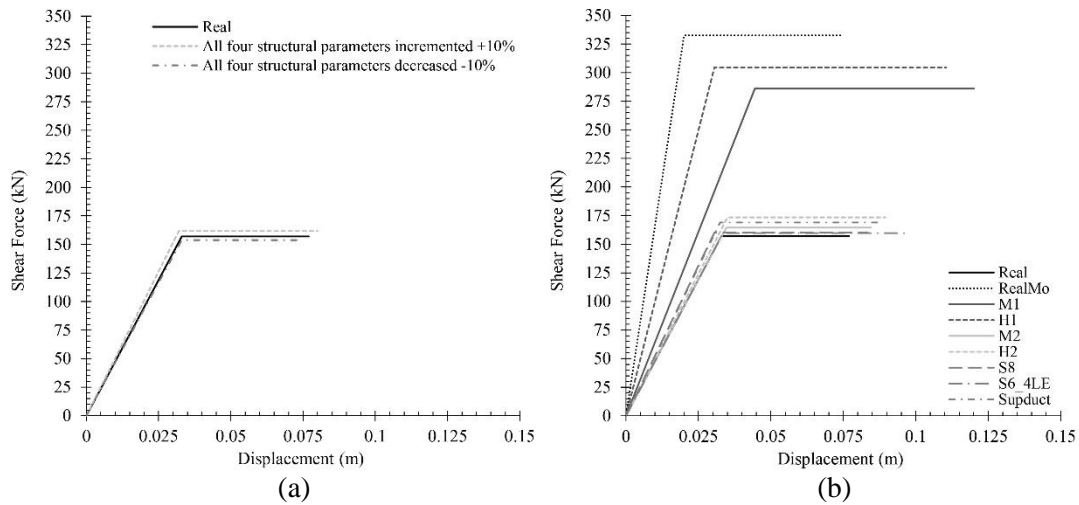 350
325
300
275
250
225
200
175
150
125
100
75
50
25
0
Shear Force (kN)
Real
All four structural parameters incremented +10%
All four structural parameters decreased -10%
0 0.025 0.05 0.075 0.1 0.125 0.15
Displacement (m)
(a)
350
325
300
275
250
225
200
175
150
125
100
75
50
25
0
Shear Force (kN)
Real
RealMo
M1
H1
M2
H2
S8
S6_4LE
Supduct
0 0.025 0.05 0.075 0.1 0.125 0.15
Displacement (m)
(b)